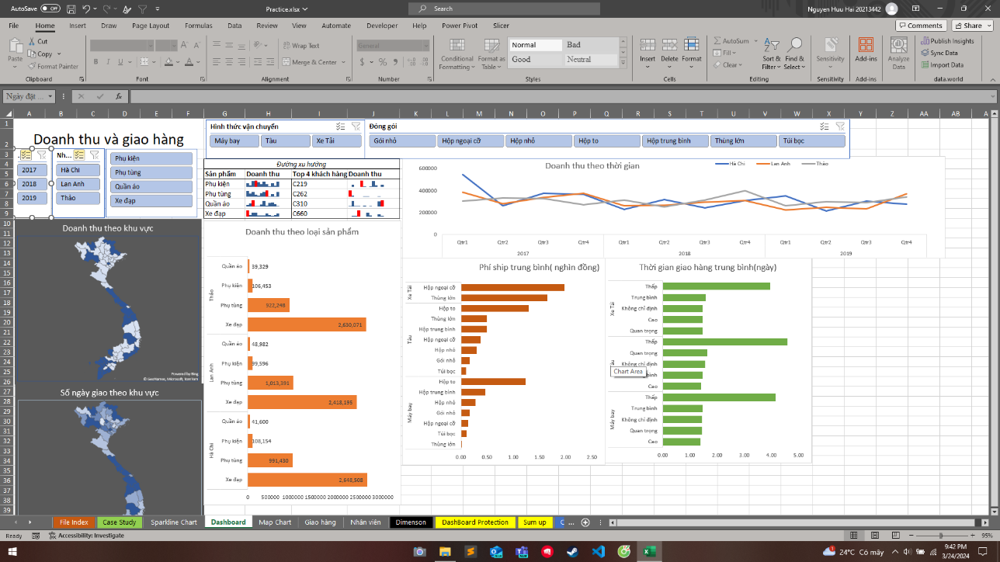 AutoSave Off
Practice.xlsx
Search
Nguyen Huu Hai 20213442
File Home Insert Draw Page Layout Formulas Data Review View Automate Developer Help Power Pivot Slicer
Comments Share
Paste
Cut
Copy
Format Painter
Clipboard
B I U
Font
Wrap Text
Merge & Center
Alignment
General
Number
Conditional Formatting
Format as Table
Normal Bad
Good Neutral
Styles
Insert Delete Format
Cells
AutoSum
Fill
Clear
Sort & Filter
Find & Select
Editing
Sensitivity
Sensitivity
Add-ins
Add-ins
Analyze Data
Publish Insights
Sync Data
Import Data
data.world
Ngày đặt ...
fx
A B C D E F G H I J K L M N O P Q R S T U V W X Y Z AA AB
Doanh thu và giao hàng
2017
2018
2019
Nh...
Hà Chi
Lan Anh
Thảo
Phụ kiện
Phụ tùng
Quần áo
Xe đạp
Hình thức vận chuyển
Máy bay Tàu Xe Tải
Đóng gói
Gói nhỏ Hộp ngoại cỡ Hộp nhỏ Hộp to Hộp trung bình Thùng lớn Túi bọc
Đường xu hướng
Sản phẩm Doanh thu Top 4 khách hàng Doanh thu
Phụ kiện C219
Phụ tùng C262
Quần áo C310
Xe đạp C660
Doanh thu theo thời gian
Hà Chi Lan Anh Thảo
600000
400000
200000
0
Qtr1 Qtr2 Qtr3 Qtr4 Qtr1 Qtr2 Qtr3 Qtr4 Qtr1 Qtr2 Qtr3 Qtr4
2017 2018 2019
Doanh thu theo khu vực
Powered by Bing
© GeoNames, Microsoft, TomTom
Số ngày giao theo khu vực
Doanh thu theo loại sản phẩm
Thảo
Quần áo 39,329
Phụ kiện 106,453
Phụ tùng 922,248
Xe đạp 2,630,071
Lan Anh
Quần áo 48,982
Phụ kiện 99,596
Phụ tùng 1,013,391
Xe đạp 2,418,195
Hà Chi
Quần áo 41,600
Phụ kiện 108,154
Phụ tùng 991,430
Xe đạp 2,648,508
0 500000 1000000 1500000 2000000 2500000 3000000
Phí ship trung bình( nghìn đồng)
Xe Tải
Hộp ngoại cỡ
Thùng lớn
Tàu
Hộp to
Thùng lớn
Hộp trung bình
Hộp ngoại cỡ
Hộp nhỏ
Gói nhỏ
Túi bọc
Máy bay
Hộp to
Hộp trung bình
Hộp nhỏ
Gói nhỏ
Hộp ngoại cỡ
Túi bọc
Thùng lớn
0.00 0.50 1.00 1.50 2.00 2.50
Thời gian giao hàng trung bình(ngày)
Xe Tải
Thấp
Trung bình
Không chỉ định
Cao
Quan trọng
Thấp
Quan trọng
Không chỉ định
Chart Area
Cao
Máy bay
Thấp
Trung bình
Không chỉ định
Quan trọng
Cao
0.00 1.00 2.00 3.00 4.00 5.00
File Index Case Study Sparkline Chart Dashboard Map Chart Giao hàng Nhân viên Dimenson DashBoard Protection Sum up C ...
Ready
Accessibility: Investigate
95%
24°C Có mây
9:42 PM
3/24/2024